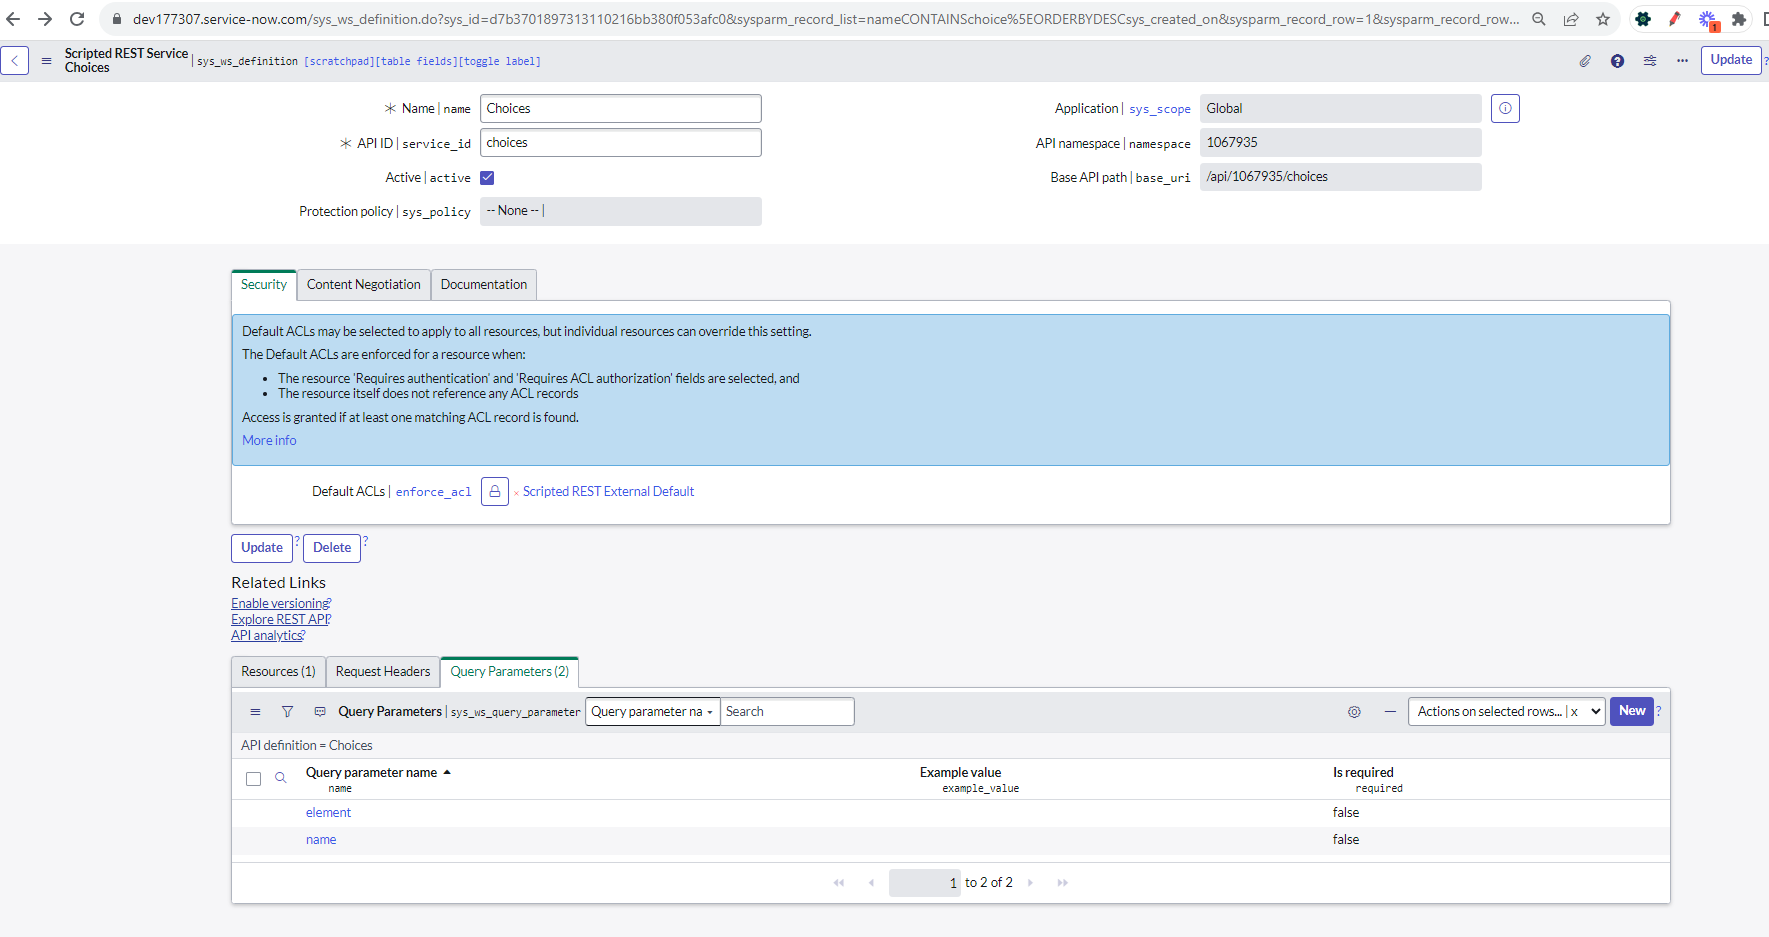 dev177307.service-now.com/sys_ws_definition.do?sys_id=d7b3701897313110216bb380f053afc0&sysparm_record_list=nameCONTAINSchoice%5EORDERBYDESCsys_created_on&sysparm_record_row=1&sysparm_record_row...
1
Scripted REST Service
Choices
| sys_ws_definition [scratchpad][table fields][toggle label]
Update ?
Name | name Choices
Application | sys_scope Global
API ID | service_id choices
API namespace | namespace 1067935
Active | active
Base API path | base_uri /api/1067935/choices
Protection policy | sys_policy -- None -- |
Security Content Negotiation Documentation
Default ACLs may be selected to apply to all resources, but individual resources can override this setting.
The Default ACLs are enforced for a resource when:
• The resource 'Requires authentication' and 'Requires ACL authorization' fields are selected, and
• The resource itself does not reference any ACL records
Access is granted if at least one matching ACL record is found.
More info
Default ACLs | enforce_acl × Scripted REST External Default
Update ? Delete ?
Related Links
Enable versioning?
Explore REST API?
API analytics?
Resources (1) Request Headers Query Parameters (2)
Query Parameters | sys_ws_query_parameter Query parameter na Search Actions on selected rows... | x New ?
API definition = Choices
Query parameter name Example value Is required
name example_value required
element false
name false
1 to 2 of 2